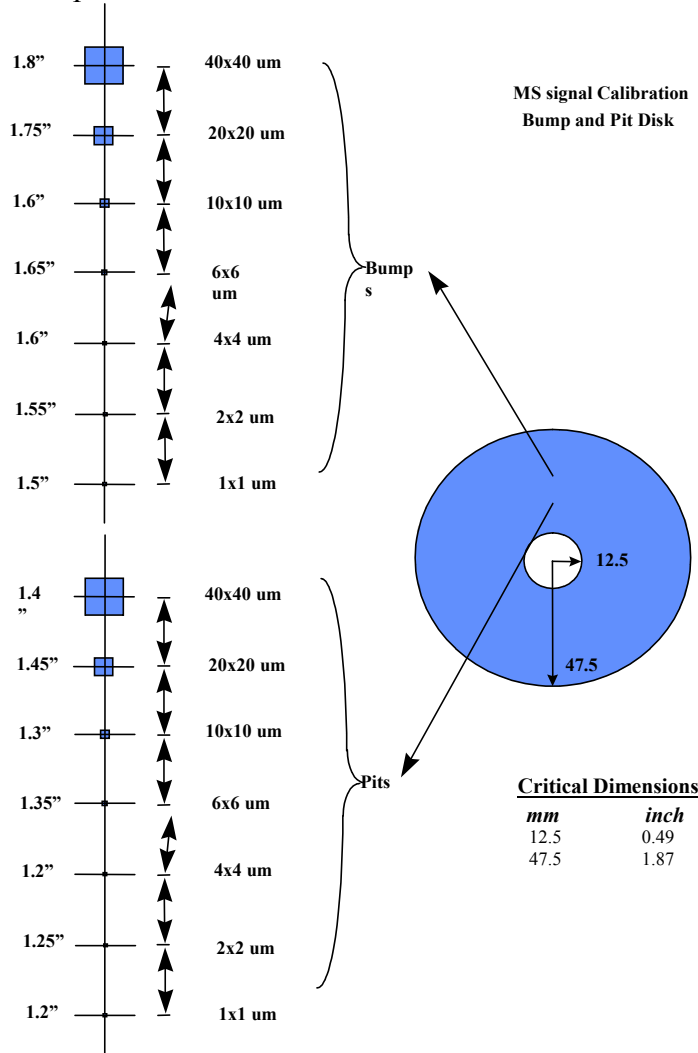 1.8” 40x40 um
1.75” 20x20 um
1.6” 10x10 um
1.65” 6x6
um
1.6” 4x4 um
1.55” 2x2 um
1.5” 1x1 um
Bump
s
MS signal Calibration
Bump and Pit Disk
12.5
47.5
1.4
” 40x40 um
1.45” 20x20 um
1.3” 10x10 um
1.35” 6x6 um
1.2” 4x4 um
1.25” 2x2 um
1.2” 1x1 um
Pits
Critical Dimensions
mm inch
12.5 0.49
47.5 1.87